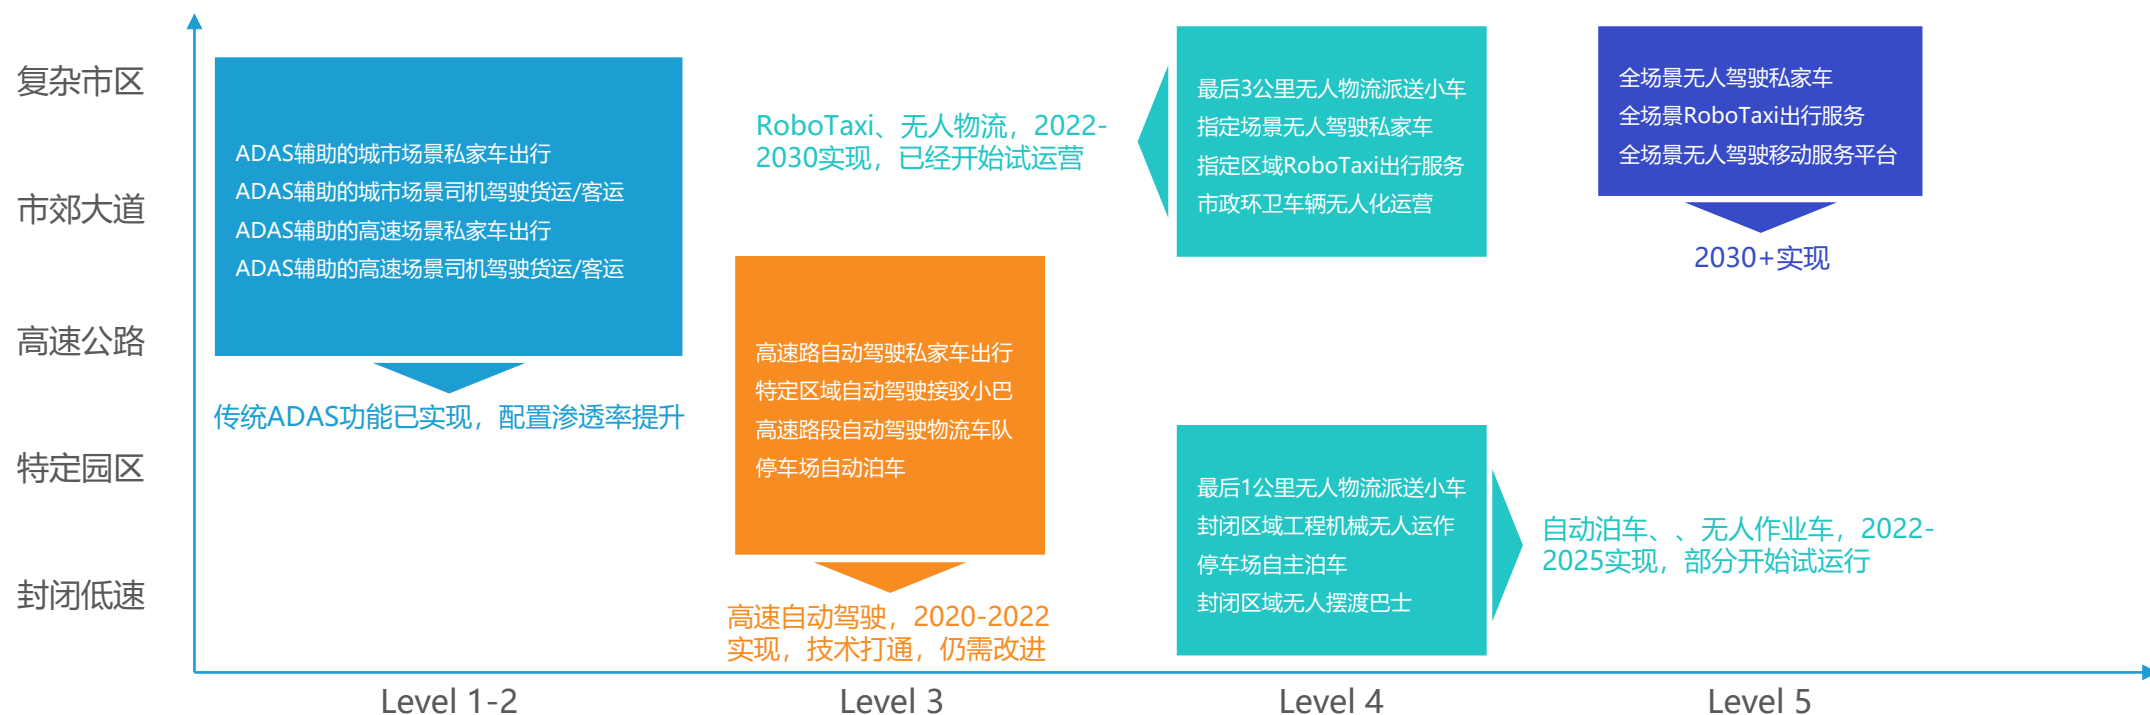 复杂市区
市郊大道
高速公路
特定园区
封闭低速
ADAS辅助的城市场景私家车出行
ADAS辅助的城市场景司机驾驶货运/客运
ADAS辅助的高速场景私家车出行
ADAS辅助的高速场景司机驾驶货运/客运
传统ADAS功能已实现，配置渗透率提升
高速路自动驾驶私家车出行
特定区域自动驾驶接驳小巴
高速路段自动驾驶物流车队
停车场自动泊车
高速自动驾驶，2020-2022
实现，技术打通，仍需改进
RoboTaxi、无人物流，2022-
2030实现，已经开始试运营
最后3公里无人物流派送小车
指定场景无人驾驶私家车
指定区域RoboTaxi出行服务
市政环卫车辆无人化运营
最后1公里无人物流派送小车
封闭区域工程机械无人运作
停车场自主泊车
封闭区域无人摆渡巴士
自动泊车、、无人作业车，2022-
2025实现，部分开始试运行
全场景无人驾驶私家车
全场景RoboTaxi出行服务
全场景无人驾驶移动服务平台
2030+实现
Level 1-2
Level 3
Level 4
Level 5